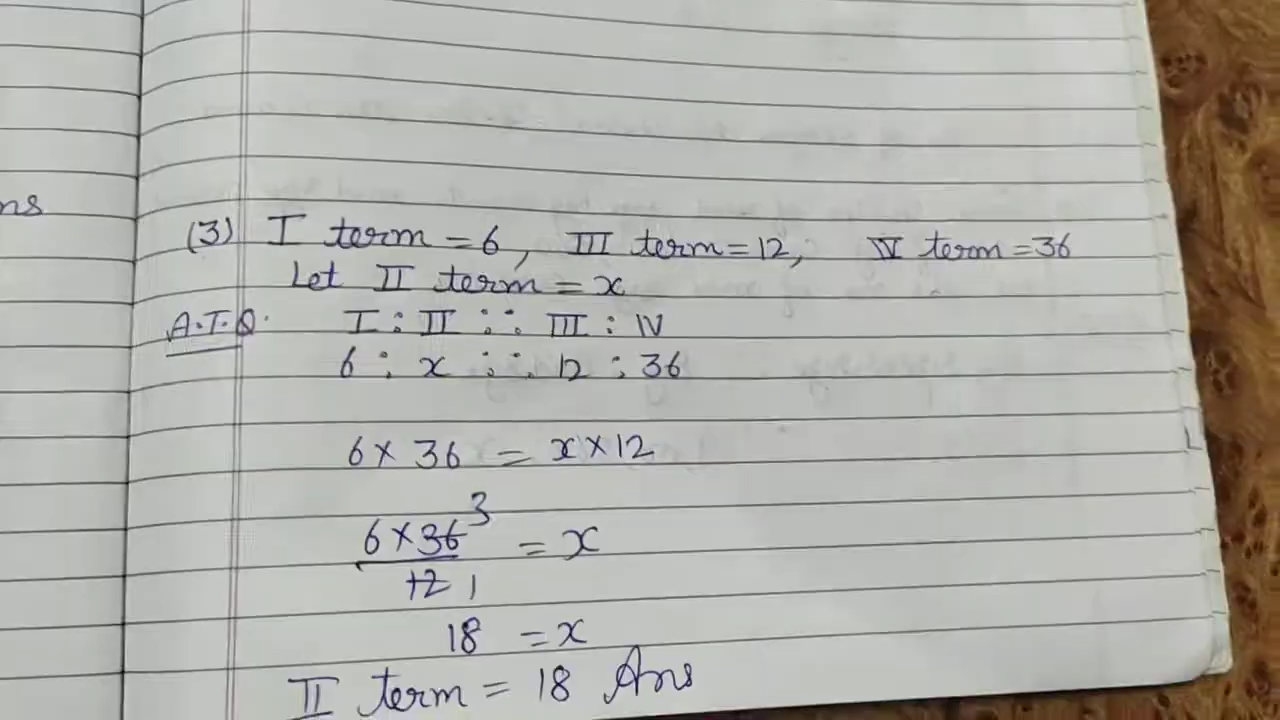 ns
(3) I term = 6, III term = 12, IV term = 36
Let II term = x
A.T.Q. I : II :: III : IV
6 : x :: 12 : 36
6 × 36 = x × 12
6 × 36 3 = x
12 1
18 = x
II term = 18 Ans